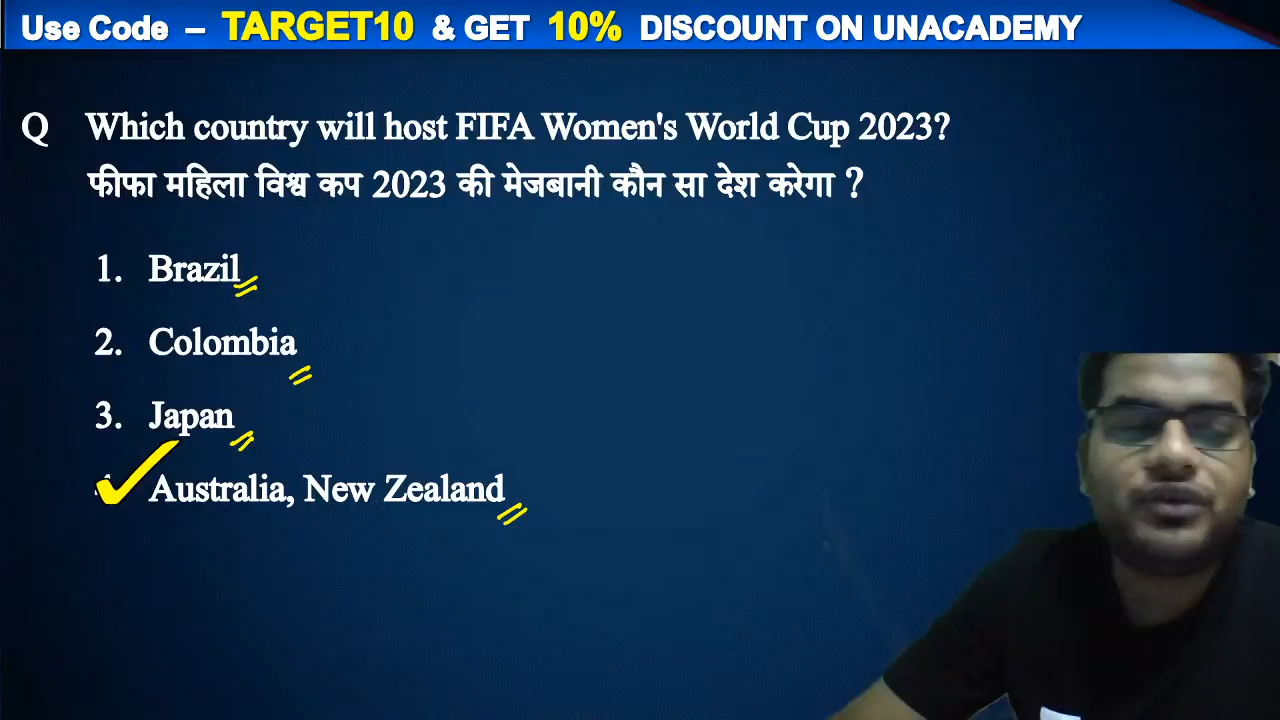 Use Code – TARGET10 & GET 10% DISCOUNT ON UNACADEMY
Q Which country will host FIFA Women's World Cup 2023?
फीफा महिला विश्व कप 2023 की मेजबानी कौन सा देश करेगा ?
1. Brazil
2. Colombia
3. Japan
Australia, New Zealand